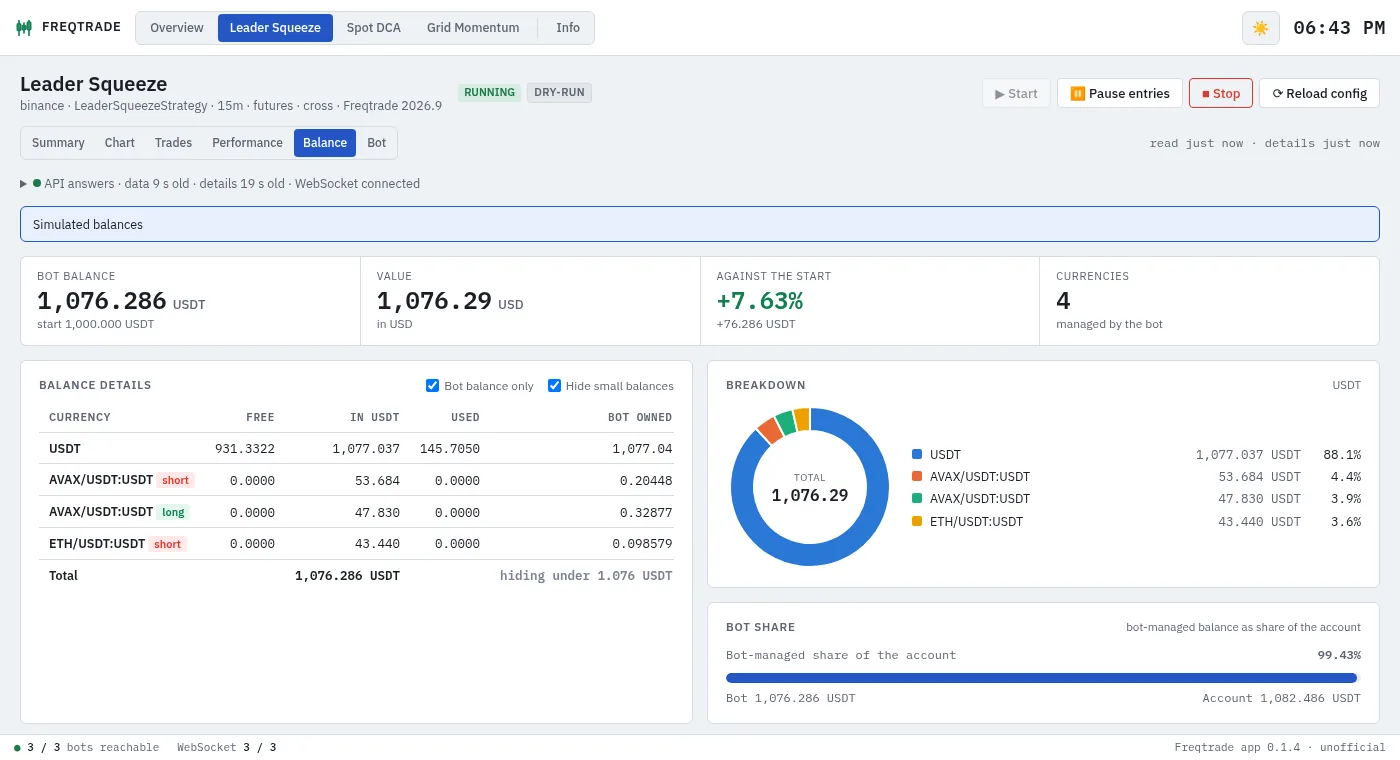 FREQTRADE
Overview Leader Squeeze Spot DCA Grid Momentum Info
06:43 PM
Leader Squeeze
binance · LeaderSqueezeStrategy · 15m · futures · cross · Freqtrade 2026.9
RUNNING DRY-RUN
▶ Start Pause entries ■ Stop ⟳ Reload config
Summary Chart Trades Performance Balance Bot
read just now · details just now
▶ ● API answers · data 9 s old · details 19 s old · WebSocket connected
Simulated balances
BOT BALANCE
1,076.286 USDT
start 1,000.000 USDT
VALUE
1,076.29 USD
in USD
AGAINST THE START
+7.63%
+76.286 USDT
CURRENCIES
4
managed by the bot
BALANCE DETAILS
Bot balance only Hide small balances
CURRENCY FREE IN USDT USED BOT OWNED
USDT 931.3322 1,077.037 145.7050 1,077.04
AVAX/USDT:USDT short 0.0000 53.684 0.0000 0.20448
AVAX/USDT:USDT long 0.0000 47.830 0.0000 0.32877
ETH/USDT:USDT short 0.0000 43.440 0.0000 0.098579
Total 1,076.286 USDT hiding under 1.076 USDT
BREAKDOWN USDT
TOTAL
1,076.29
USDT 1,077.037 USDT 88.1%
AVAX/USDT:USDT 53.684 USDT 4.4%
AVAX/USDT:USDT 47.830 USDT 3.9%
ETH/USDT:USDT 43.440 USDT 3.6%
BOT SHARE bot-managed balance as share of the account
Bot-managed share of the account 99.43%
Bot 1,076.286 USDT Account 1,082.486 USDT
● 3 / 3 bots reachable WebSocket 3 / 3
Freqtrade app 0.1.4 · unofficial